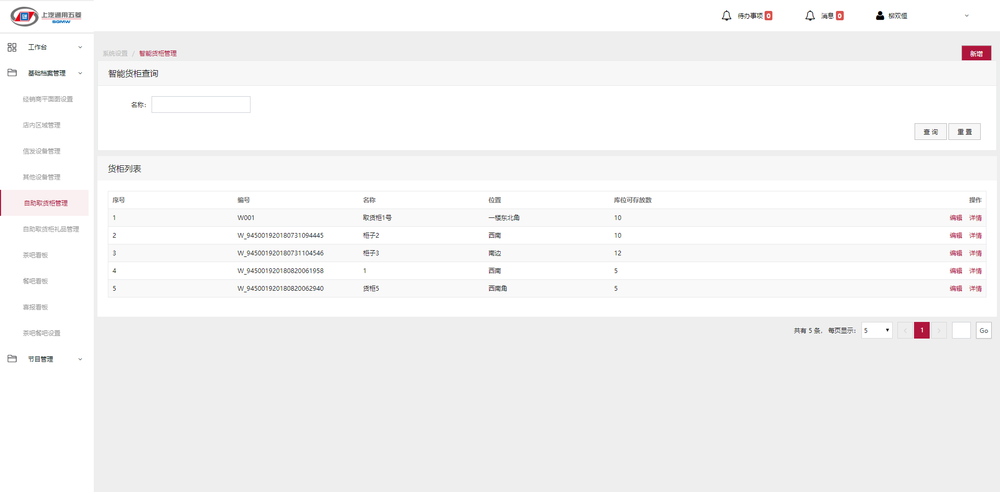 上汽通用五菱
SGMW
待办事项 0
消息 0
柳双恒
工作台
基础档案管理
经销商平面图设置
店内区域管理
信发设备管理
其他设备管理
自助取货柜管理
自助取货柜礼品管理
茶吧看板
餐吧看板
喜报看板
茶吧餐吧设置
节目管理
系统设置 / 智能货柜管理
新增
智能货柜查询
名称：
查 询 重 置
货柜列表
序号 编号 名称 位置 库位可存放数 操作
1 W001 取货柜1号 一楼东北角 10 编辑 详情
2 W_945001920180731094445 柜子2 西南 10 编辑 详情
3 W_945001920180731104546 柜子3 南边 12 编辑 详情
4 W_945001920180820061958 1 西南 5 编辑 详情
5 W_945001920180820062940 货柜5 西南角 5 编辑 详情
共有 5 条， 每页显示： 5 < 1 > Go